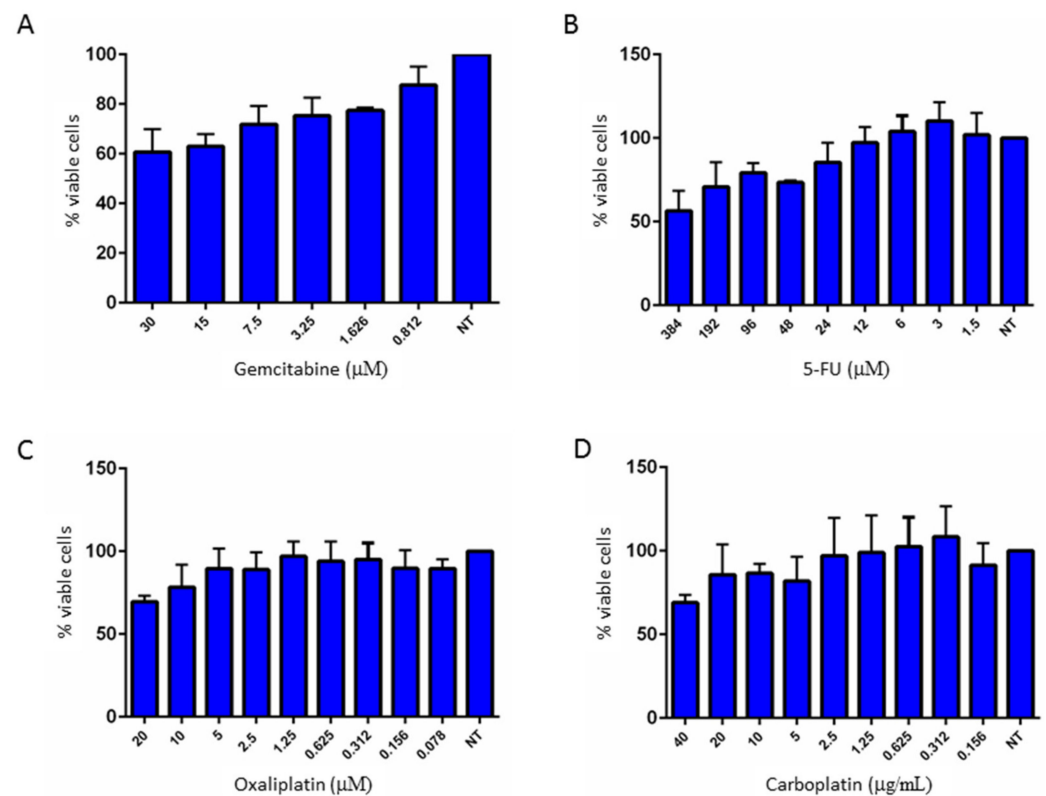 A
% viable cells
100
80
60
40
20
0
30 15 7.5 3.25 1.626 0.812 NT
Gemcitabine (μM)
B
% viable cells
150
100
50
0
384 192 96 48 24 12 6 3 1.5 NT
5-FU (μM)
C
% viable cells
150
100
50
0
20 10 5 2.5 1.25 0.625 0.312 0.156 0.078 NT
Oxaliplatin (μM)
D
% viable cells
150
100
50
0
40 20 10 5 2.5 1.25 0.625 0.312 0.156 NT
Carboplatin (μg/mL)